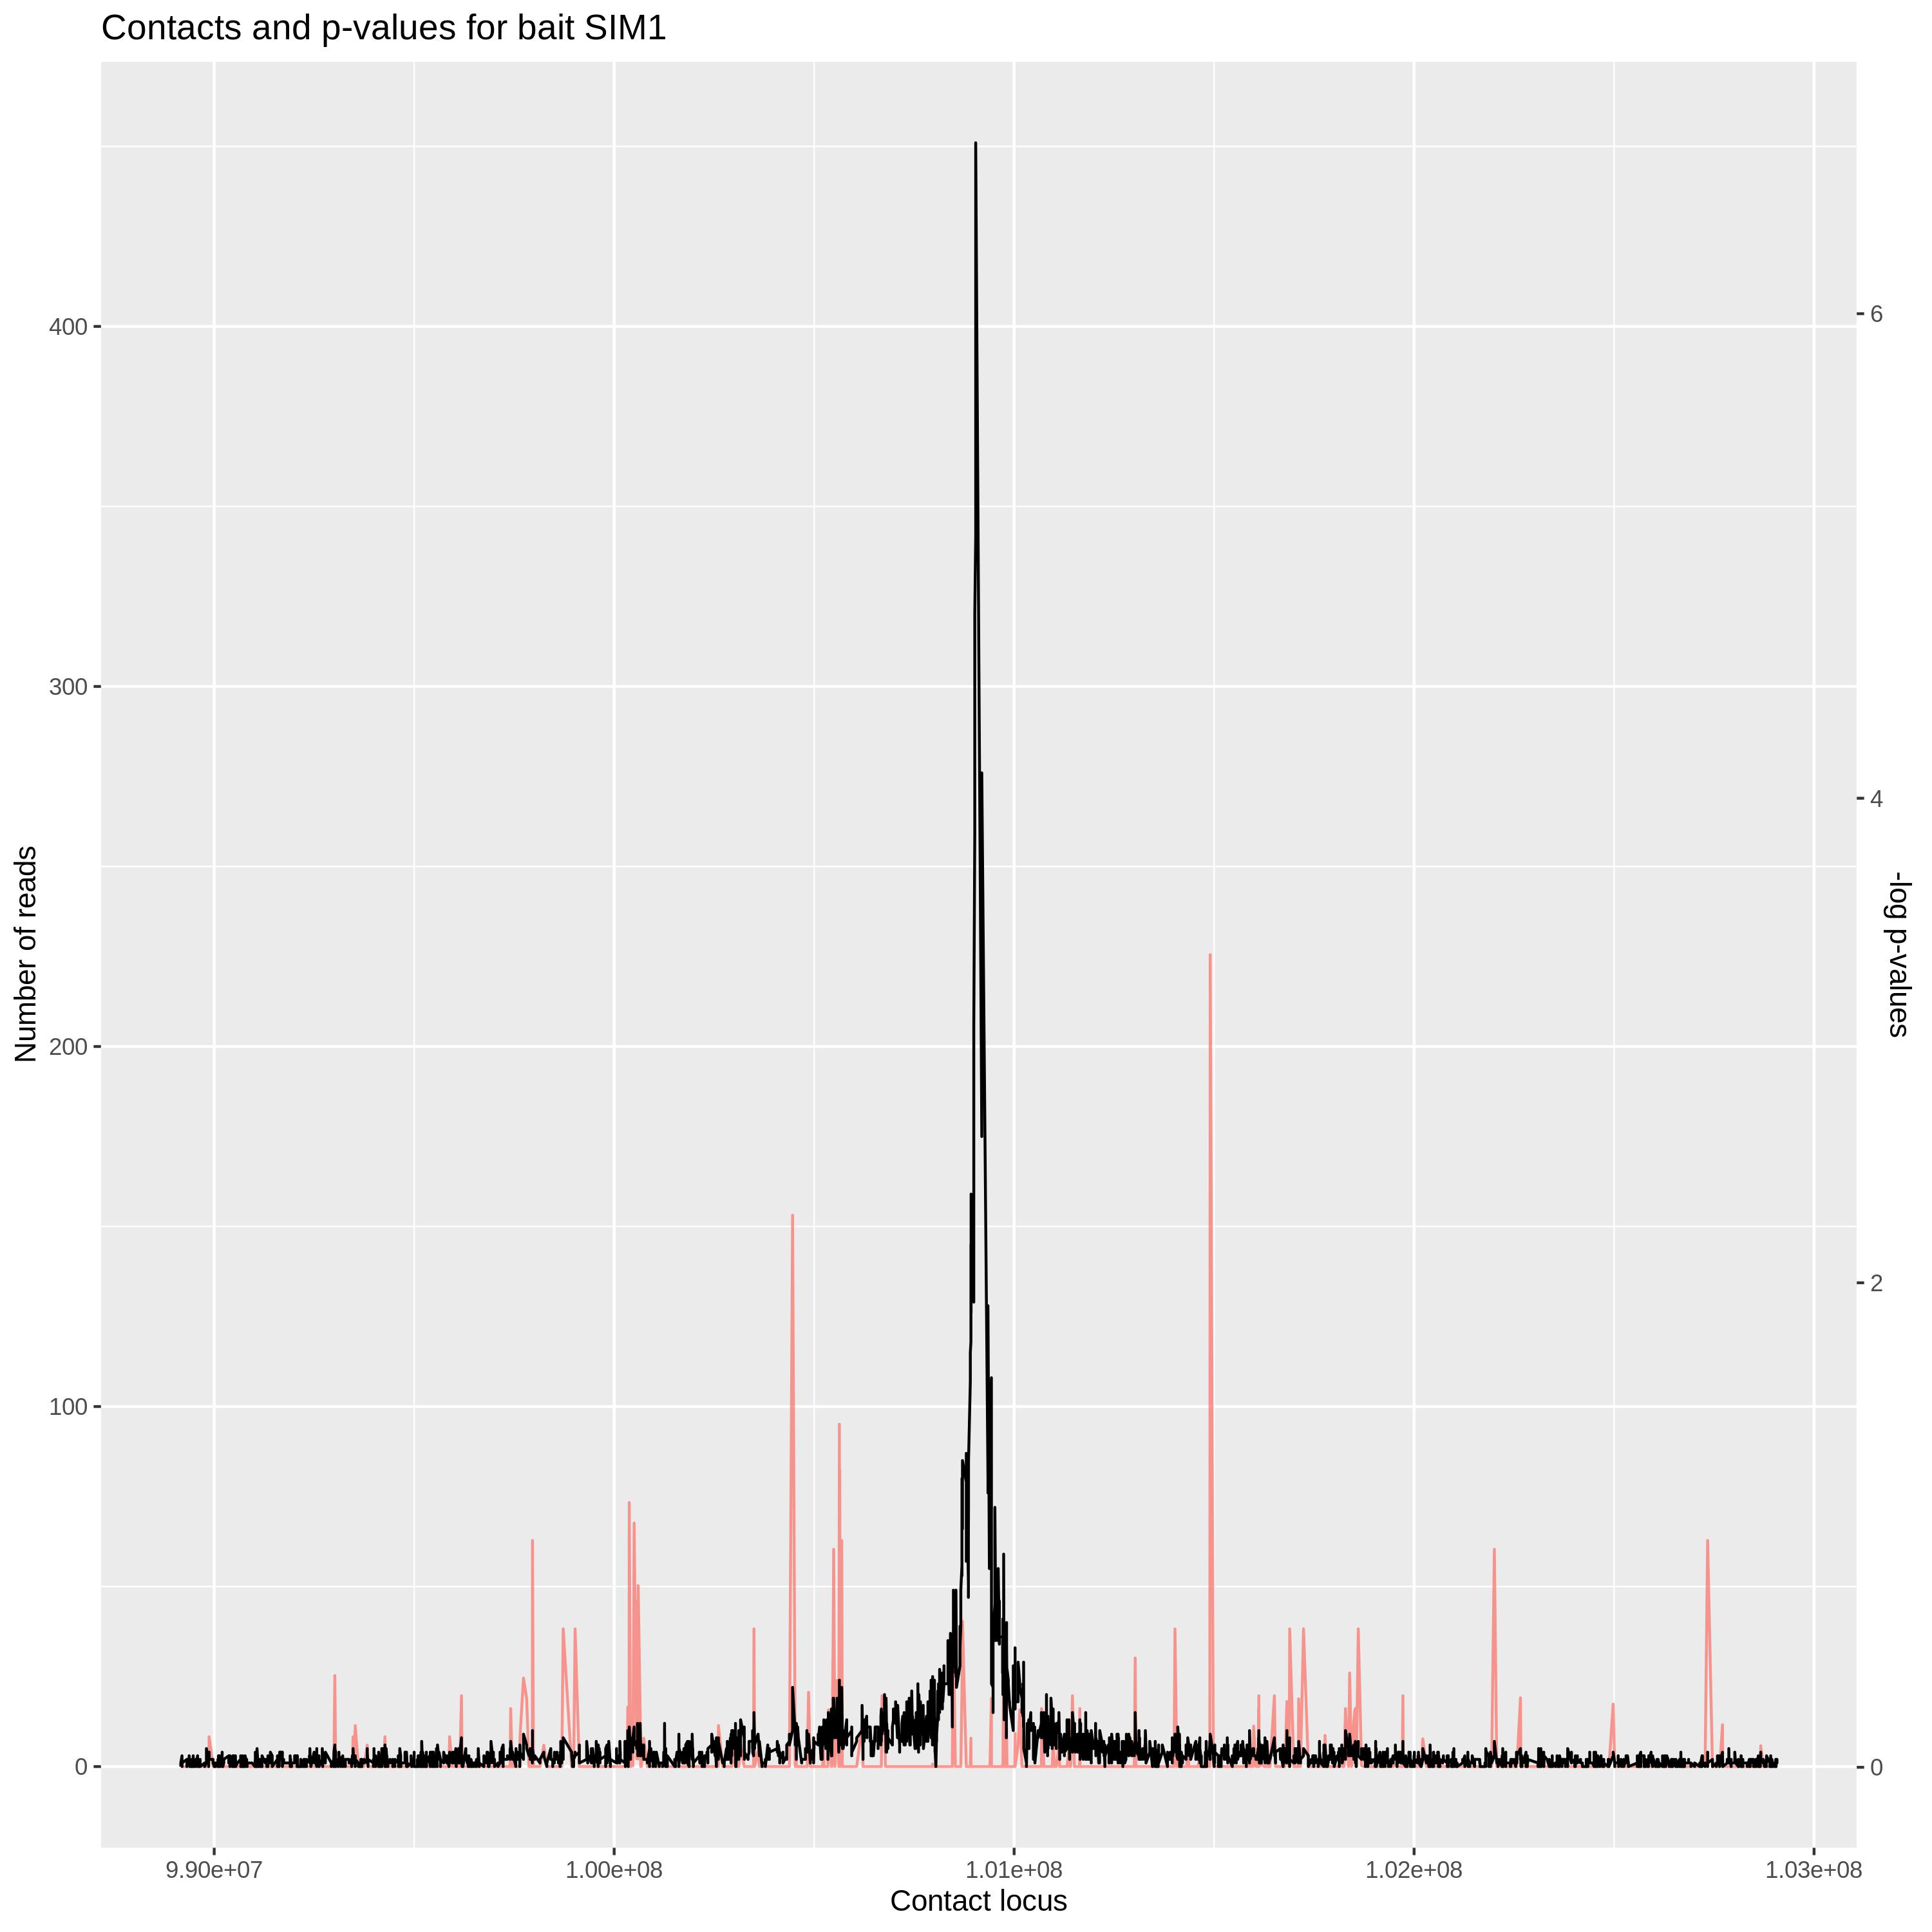 Contacts and p-values for bait SIM1
400
300
200
100
0
Number of reads
6
4
2
0
-log p-values
9.90e+07 1.00e+08 1.01e+08 1.02e+08 1.03e+08
Contact locus